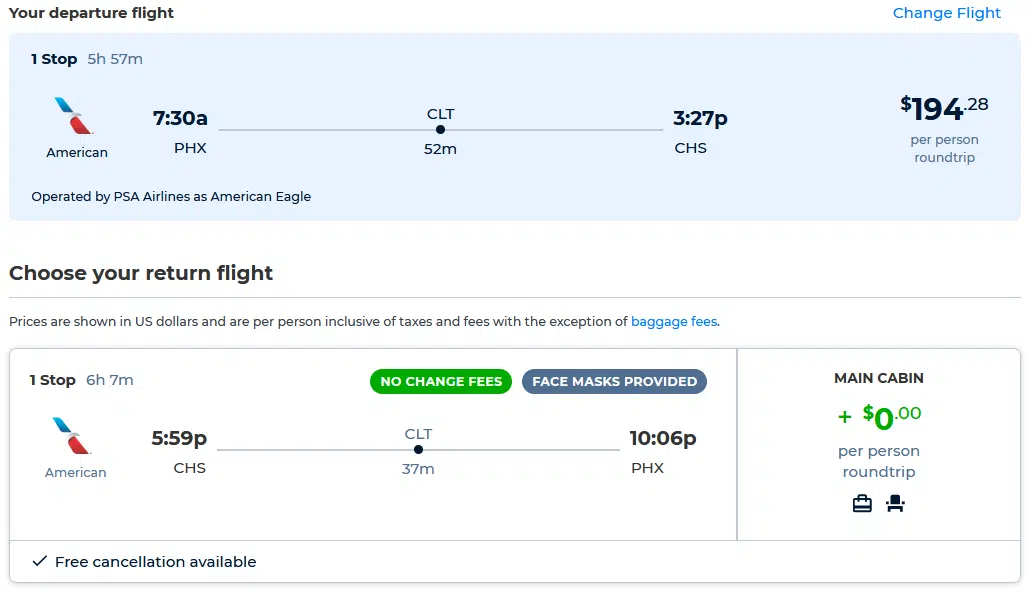 Your departure flight Change Flight
1 Stop 5h 57m
7:30a CLT 3:27p $194.28
PHX 52m CHS per person
American roundtrip
Operated by PSA Airlines as American Eagle
Choose your return flight
Prices are shown in US dollars and are per person inclusive of taxes and fees with the exception of baggage fees.
1 Stop 6h 7m NO CHANGE FEES FACE MASKS PROVIDED MAIN CABIN
5:59p CLT 10:06p + $0.00
CHS 37m PHX per person
American roundtrip
Free cancellation available